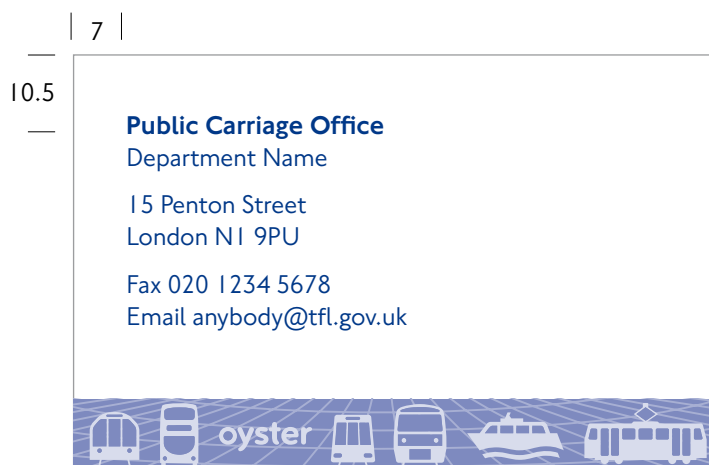 7
10.5
Public Carriage Office
Department Name
15 Penton Street
London N1 9PU
Fax 020 1234 5678
Email anybody@tfl.gov.uk
oyster